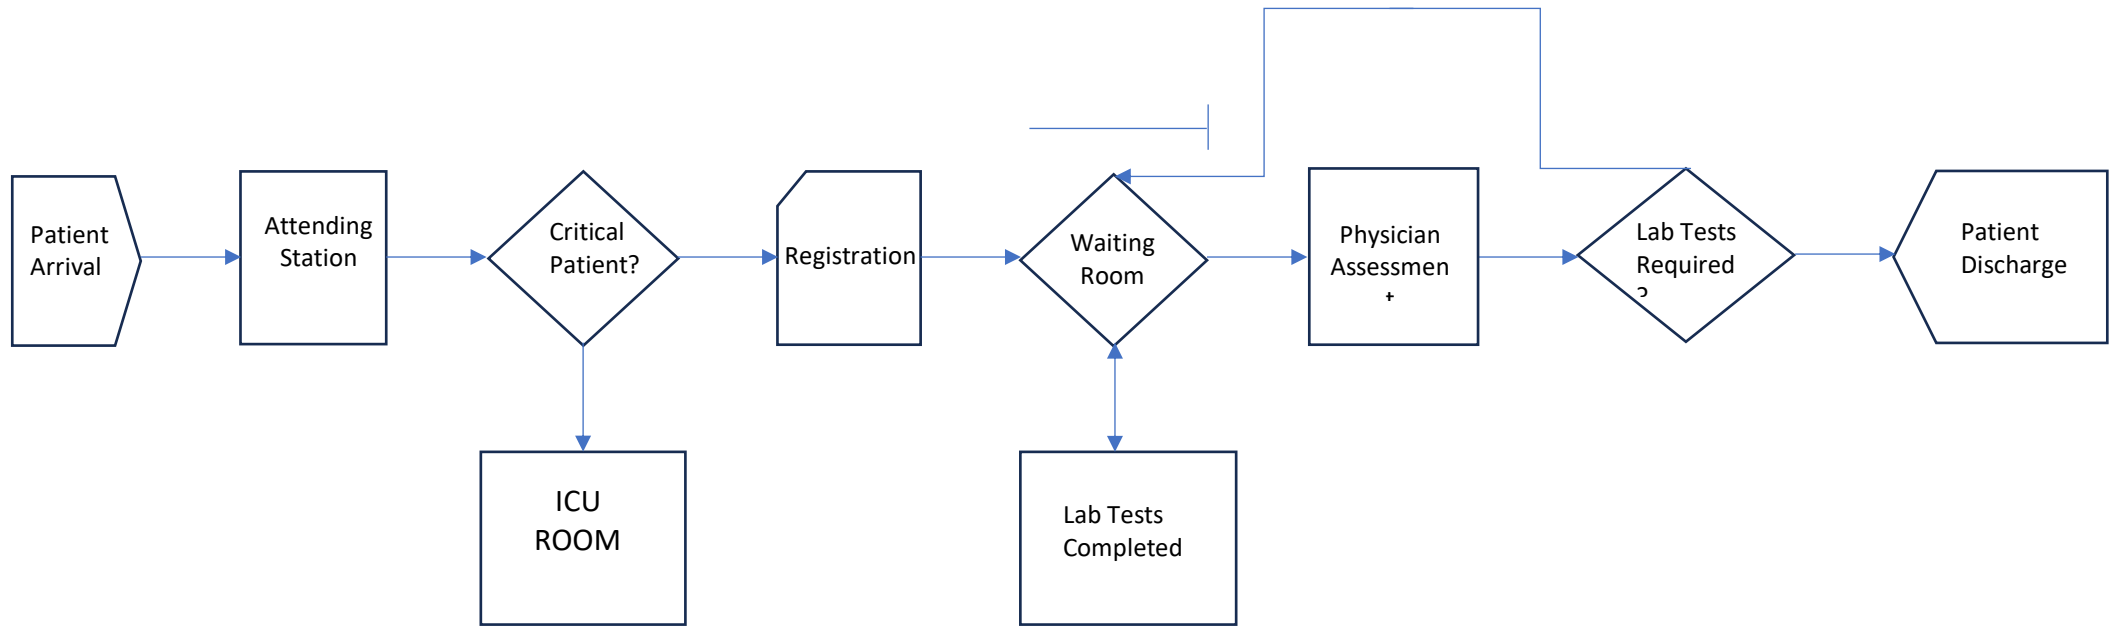 Patient
Arrival
Attending
Station
Critical
Patient?
Registration
Waiting
Room
Physician
Assessmen
t
Lab Tests
Required
?
Patient
Discharge
ICU
ROOM
Lab Tests
Completed